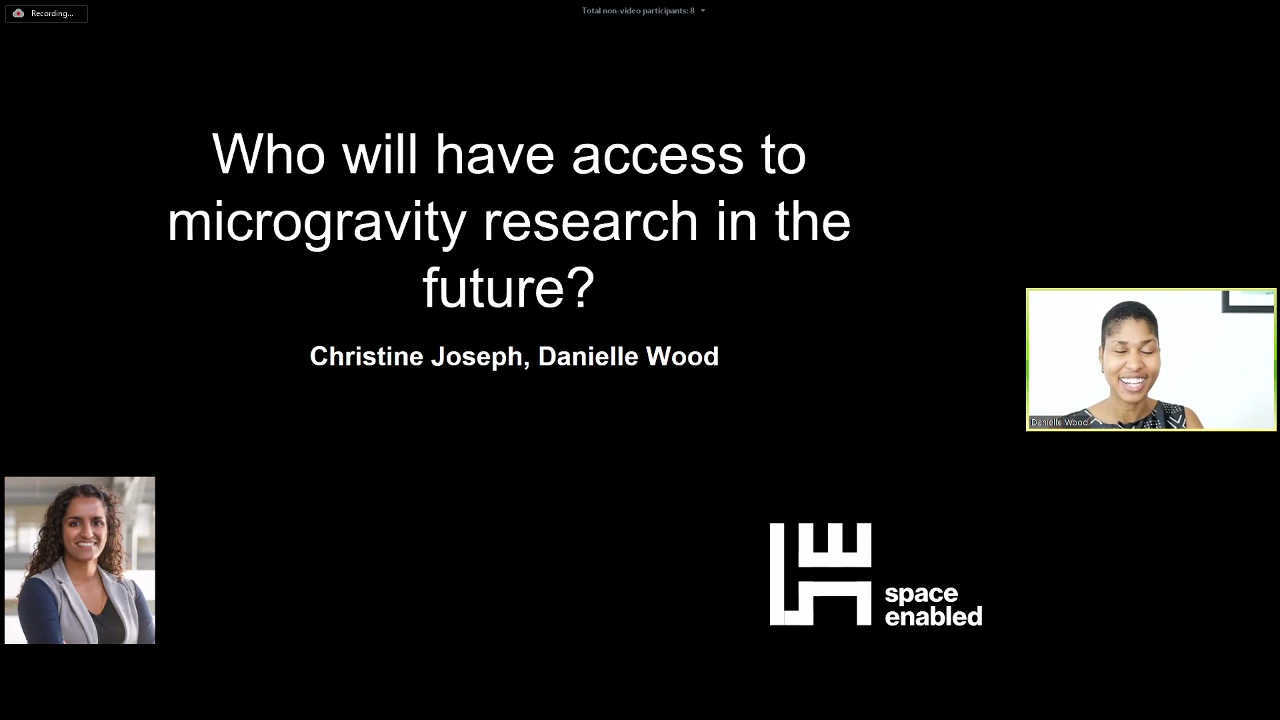 Recording...
Total non-video participants: 8
Who will have access to
microgravity research in the
future?
Christine Joseph, Danielle Wood
Danielle Wood
space
enabled